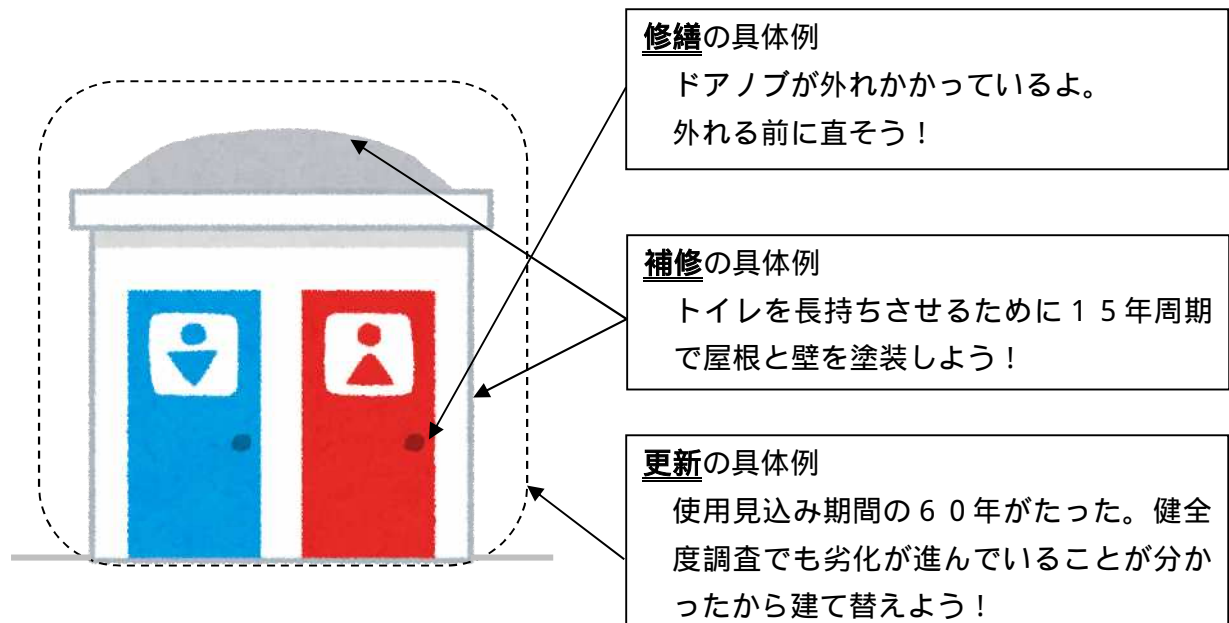 修繕の具体例
ドアノブが外れかかっているよ。
外れる前に直そう！
補修の具体例
トイレを長持ちさせるために１５年周期
で屋根と壁を塗装しよう！
更新の具体例
使用見込み期間の６０年がたった。健全
度調査でも劣化が進んでいることが分か
ったから建て替えよう！